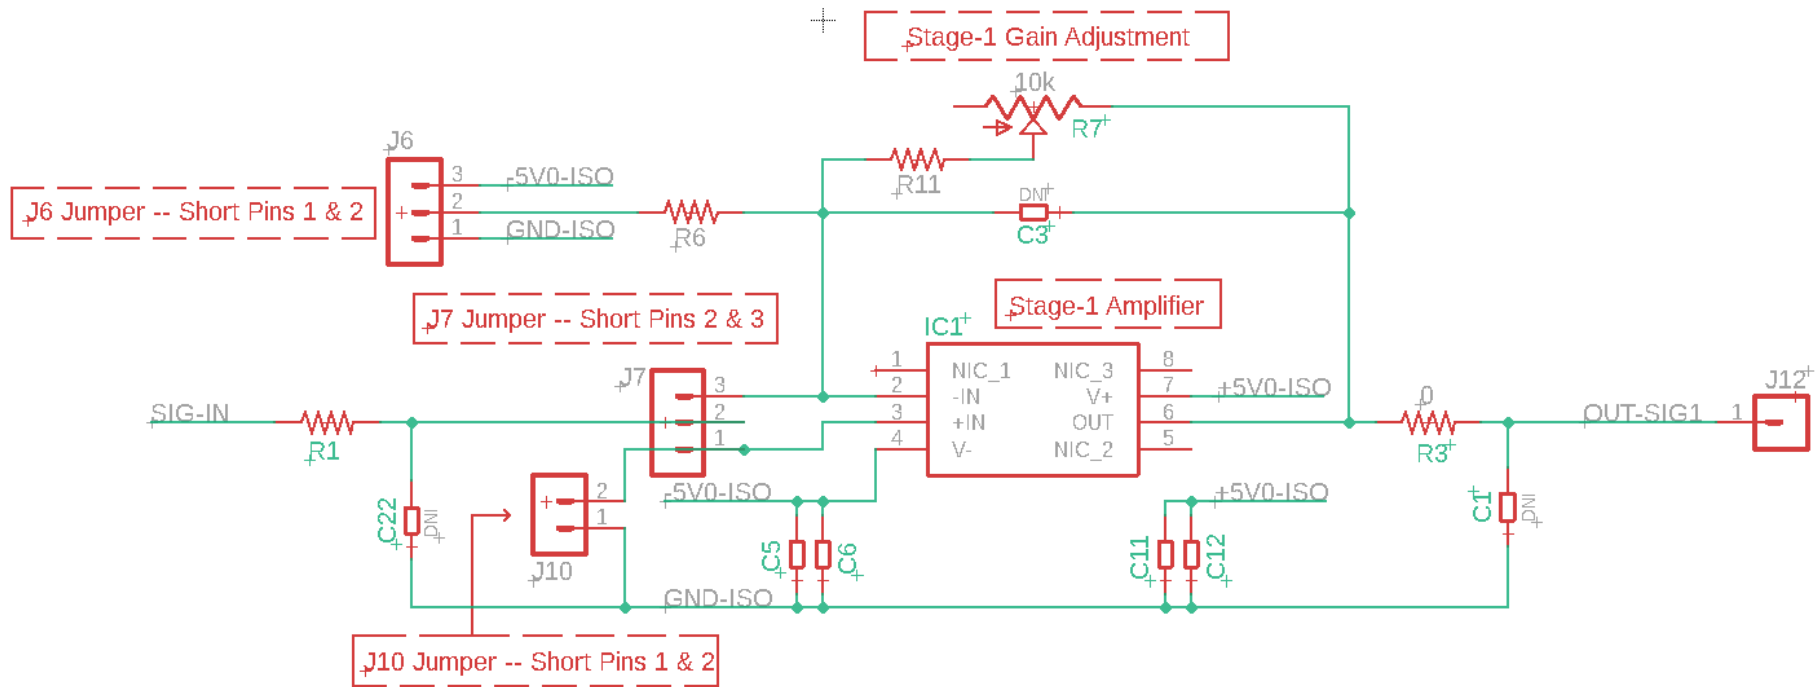 Stage-1 Gain Adjustment
10k
R7
J6
3
-5V0-ISO
R11
DNI
J6 Jumper -- Short Pins 1 & 2
2
1
GND-ISO
R6
C3
J7 Jumper -- Short Pins 2 & 3
Stage-1 Amplifier
IC1
J7
1
NIC_1
NIC_3
8
3
2
-IN
V+
7
+5V0-ISO
0
J12
SIG-IN
2
3
+IN
OUT
6
OUT-SIG1
1
R1
1
4
V-
NIC_2
5
R3
2
-5V0-ISO
+5V0-ISO
C22
DNI
1
J10
C5
C6
C11
C12
C1
DNI
GND-ISO
J10 Jumper -- Short Pins 1 & 2